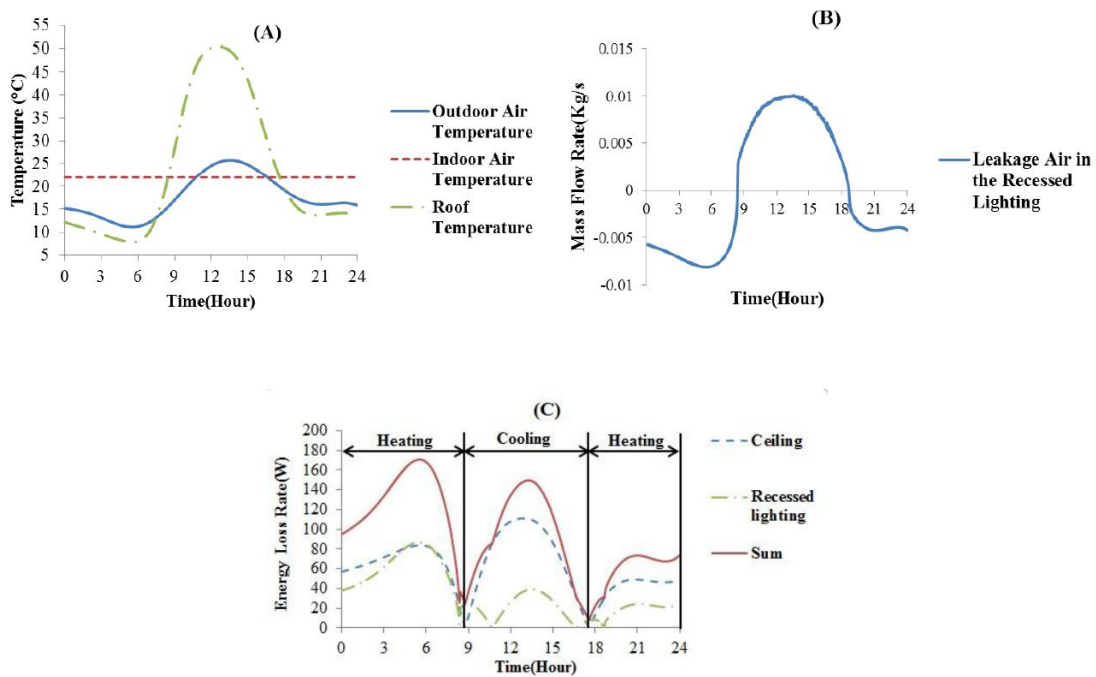 (A)
55
50
45
40
35
30
25
20
15
10
5
Temperature (°C)
0 3 6 9 12 15 18 21 24
Time(Hour)
Outdoor Air
Temperature
Indoor Air
Temperature
Roof
Temperature
(B)
0.015
0.01
0.005
0
-0.005
-0.01
Mass Flow Rate(Kg/s
0 3 6 9 12 15 18 21 24
Time(Hour)
Leakage Air in
the Recessed
Lighting
(C)
200
180
160
140
120
100
80
60
40
20
0
Energy Loss Rate(W)
Heating Cooling Heating
0 3 6 9 12 15 18 21 24
Time(Hour)
Ceiling
Recessed
lighting
Sum